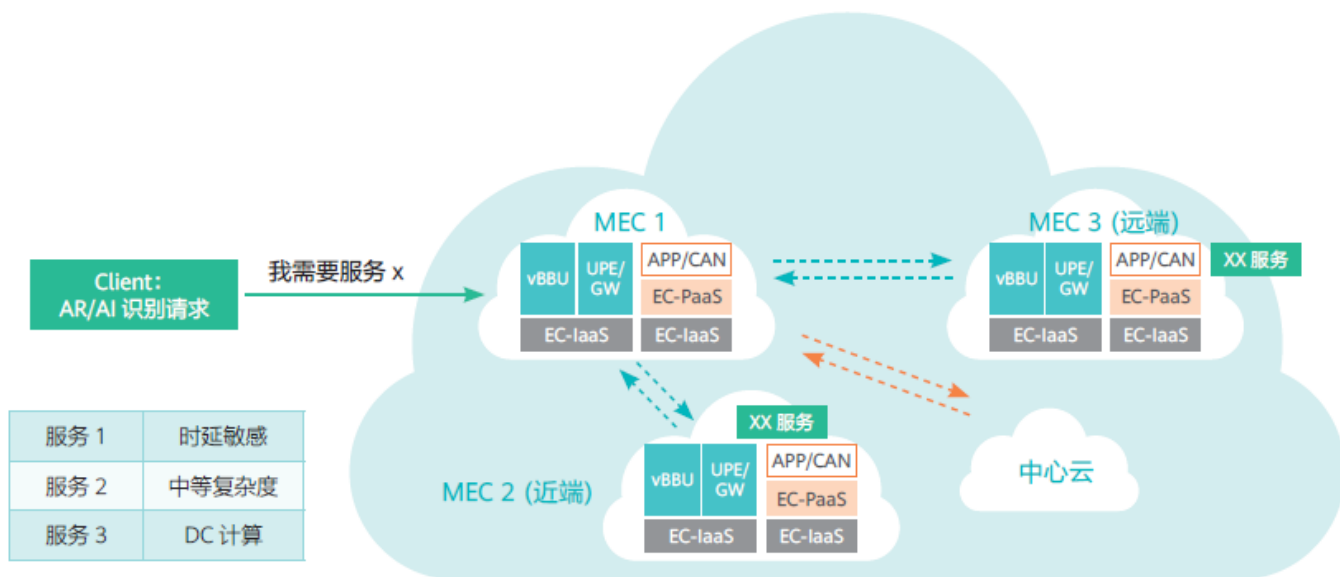 MEC 1
MEC 3 (远端)
vBBU
UPE/
GW
APP/CAN
EC-PaaS
EC-IaaS
EC-IaaS
vBBU
UPE/
GW
APP/CAN
EC-PaaS
EC-IaaS
EC-IaaS
XX 服务
Client:
AR/AI 识别请求
我需要服务 x
XX 服务
MEC 2 (近端)
vBBU
UPE/
GW
APP/CAN
EC-PaaS
EC-IaaS
EC-IaaS
中心云
服务 1 时延敏感
服务 2 中等复杂度
服务 3 DC 计算